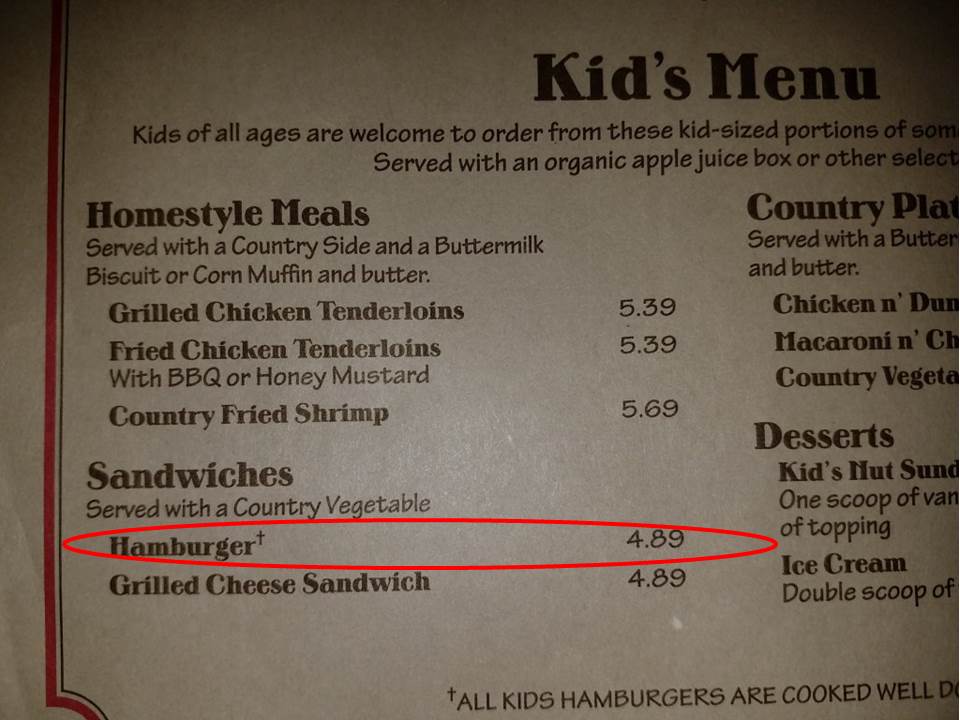 Kid's Menu
Kids of all ages are welcome to order from these kid-sized portions of
Served with an organic apple juice box or other
Homestyle Meals
Served with a Country Side and a Buttermilk
Biscuit or Corn Muffin and butter.
Grilled Chicken Tenderloins 5.39
Fried Chicken Tenderloins 5.39
With BBQ or Honey Mustard
Country Fried Shrimp 5.69
Sandwiches
Served with a Country Vegetable
Hamburger† 4.89
Grilled Cheese Sandwich 4.89
Country
Served with a
and butter.
Chicken n'
Macaroni n'
Country
Desserts
Kid's Nut
One scoop of
of topping
Ice Cream
Double scoop of
†ALL KIDS HAMBURGERS ARE COOKED WELL